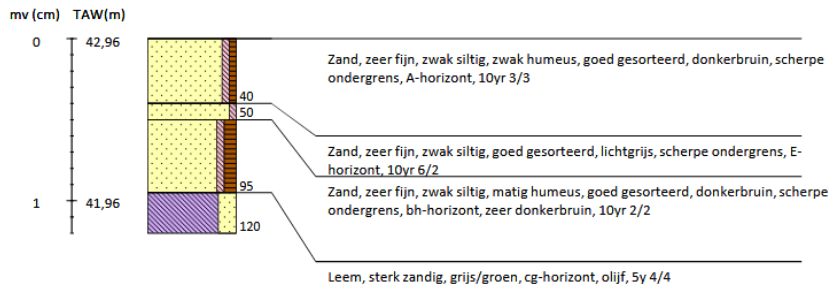 mv (cm) TAW(m)
0 42,96
Zand, zeer fijn, zwak siltig, zwak humeus, goed gesorteerd, donkerbruin, scherpe
ondergrens, A-horizont, 10yr 3/3
40
50
Zand, zeer fijn, zwak siltig, goed gesorteerd, lichtgrijs, scherpe ondergrens, E-
horizont, 10yr 6/2
95
Zand, zeer fijn, zwak siltig, matig humeus, goed gesorteerd, donkerbruin, scherpe
ondergrens, bh-horizont, zeer donkerbruin, 10yr 2/2
1 41,96
120
Leem, sterk zandig, grijs/groen, cg-horizont, olijf, 5y 4/4